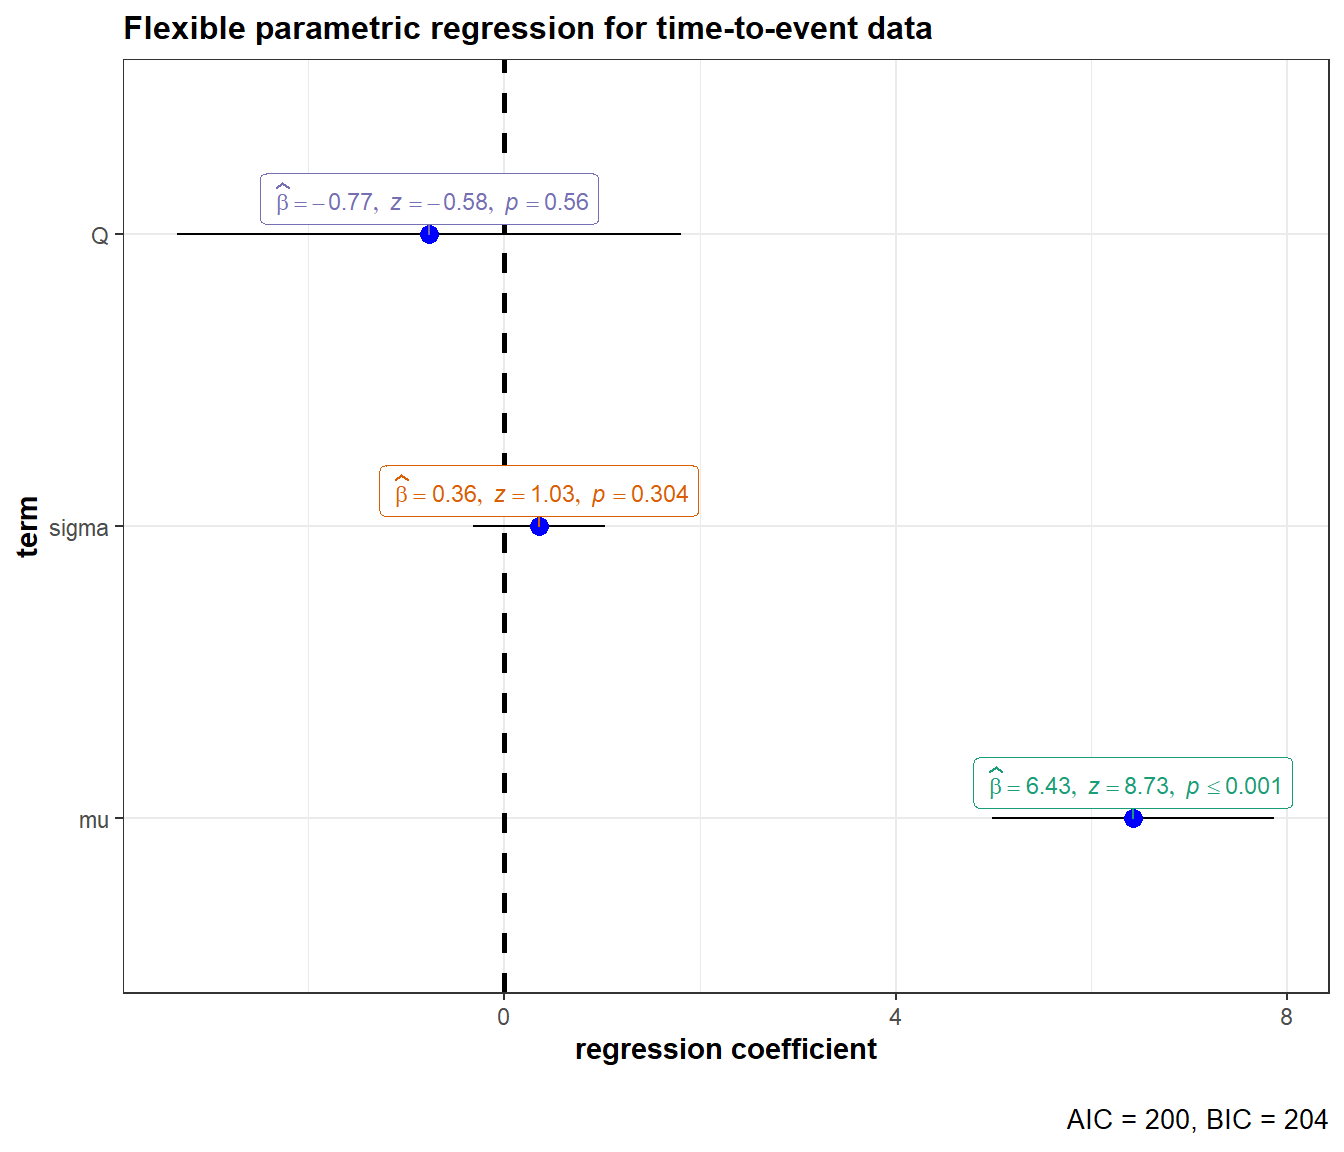 Flexible parametric regression for time-to-event data
β̂ = −0.77, z = −0.58, p = 0.56
Q
β̂ = 0.36, z = 1.03, p = 0.304
sigma
term
β̂ = 6.43, z = 8.73, p ≤ 0.001
mu
0 4 8
regression coefficient
AIC = 200, BIC = 204